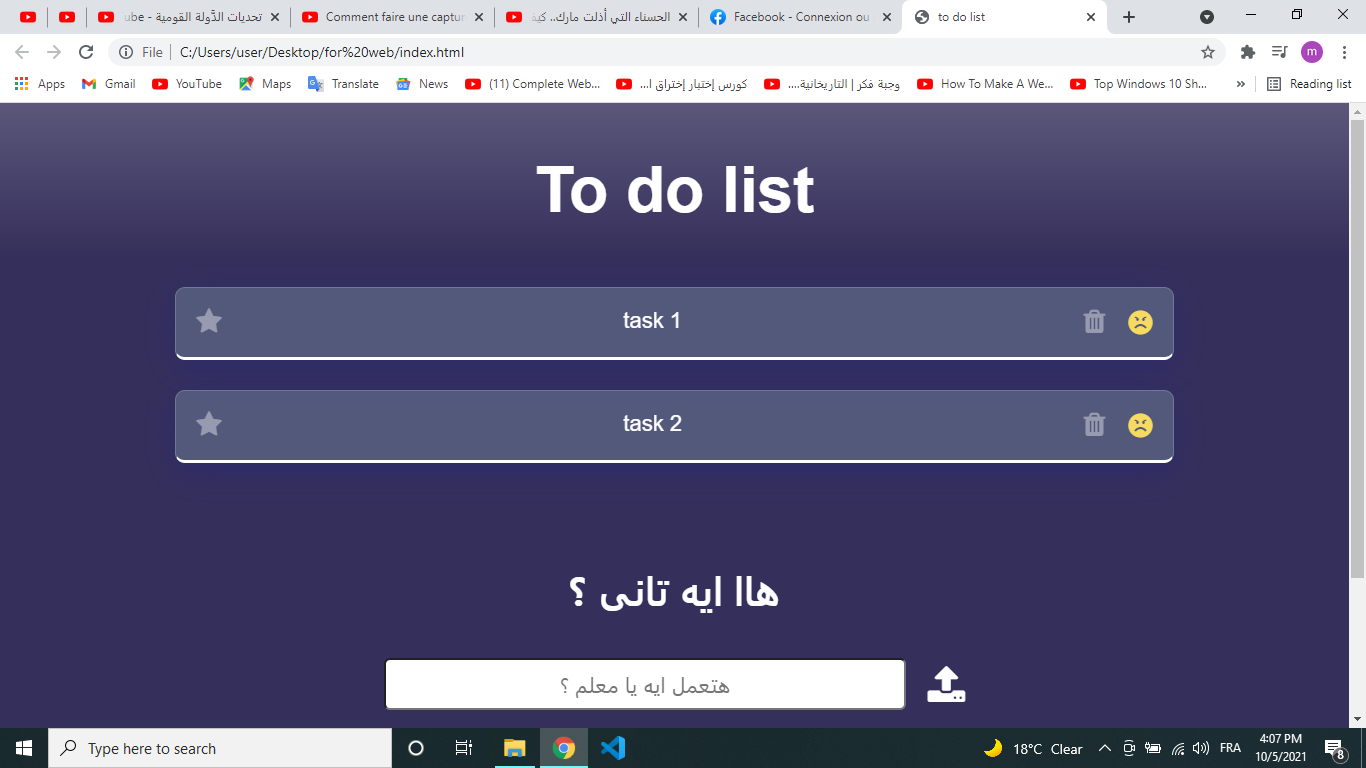 تحديات الدَّولة القومية - Tube
Comment faire une captur
الحسناء التي أذلت مارك.. كيف
Facebook - Connexion ou
to do list
File
C:/Users/user/Desktop/for%20web/index.html
m
Apps
Gmail
YouTube
Maps
Translate
News
(11) Complete Web...
كورس إختبار إختراق ا...
وجبة فكر | التاريخانية....
How To Make A We...
Top Windows 10 Sh...
»
Reading list
To do list
task 1
task 2
هاا ايه تانى ؟
هتعمل ايه يا معلم ؟
Type here to search
18°C Clear
FRA
4:07 PM
10/5/2021
8